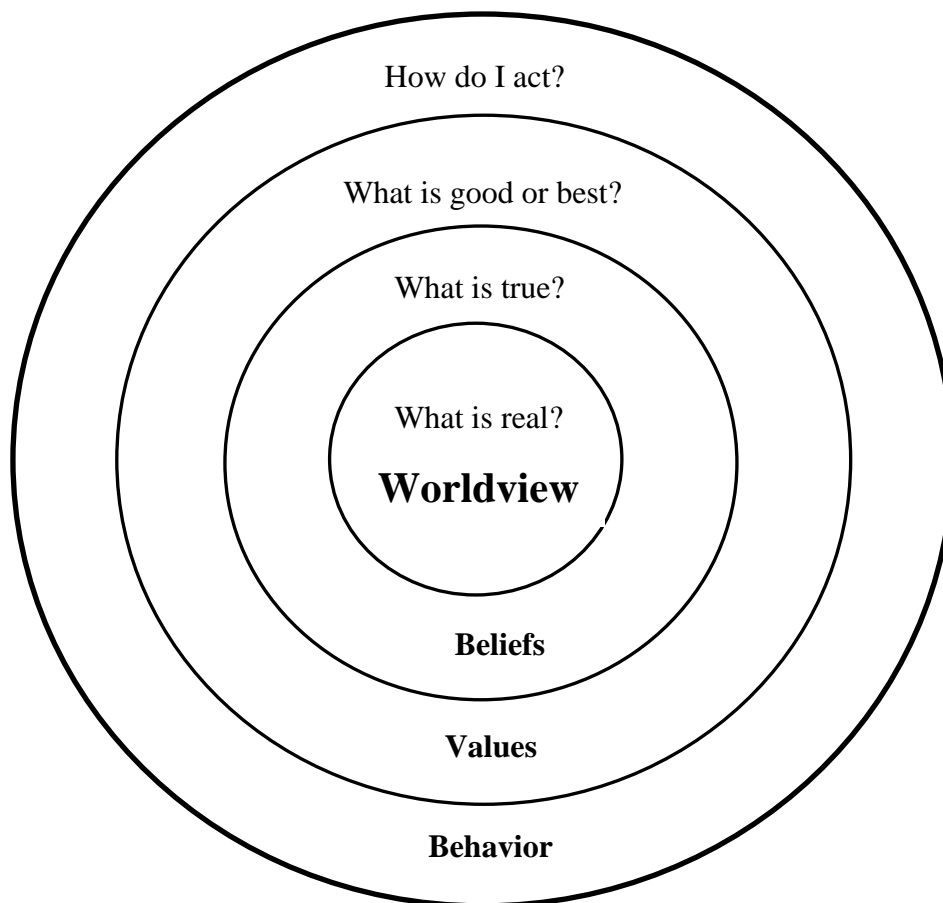 How do I act?
What is good or best?
What is true?
What is real?
Worldview
Beliefs
Values
Behavior